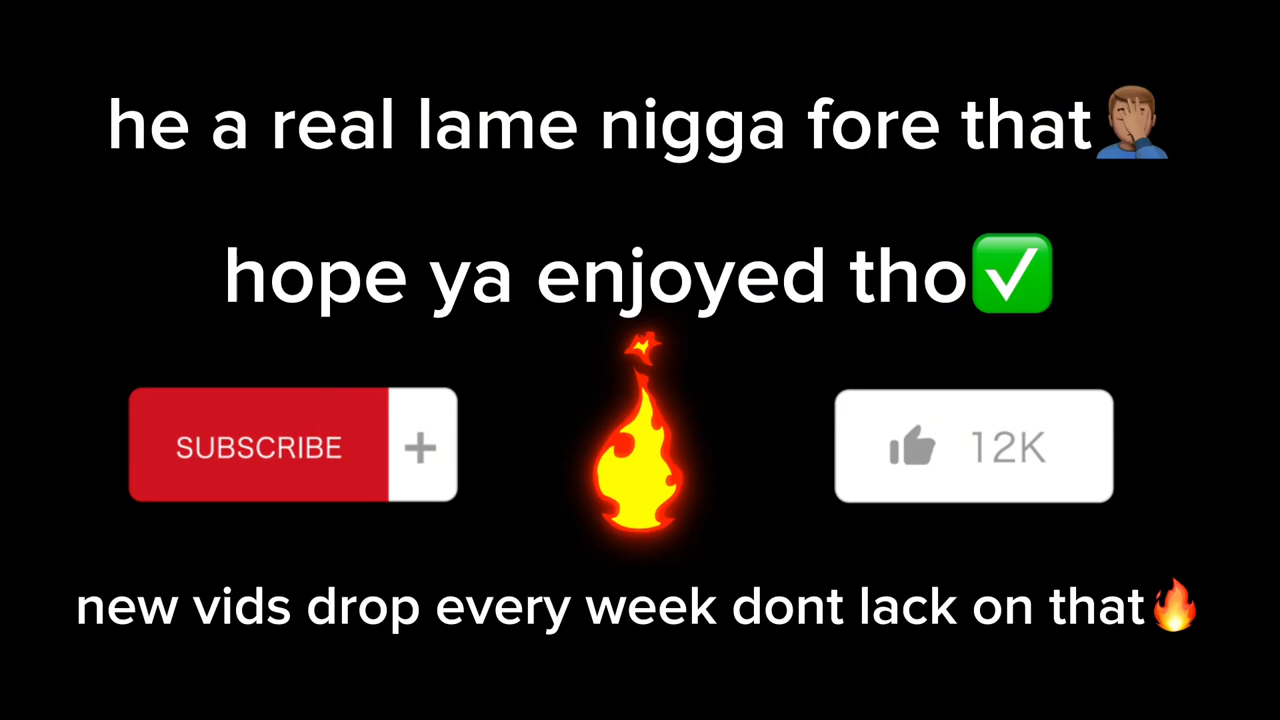 he a real lame nigga fore that🤦🏽‍♂️
hope ya enjoyed tho✅
SUBSCRIBE +
12K
new vids drop every week dont lack on that🔥